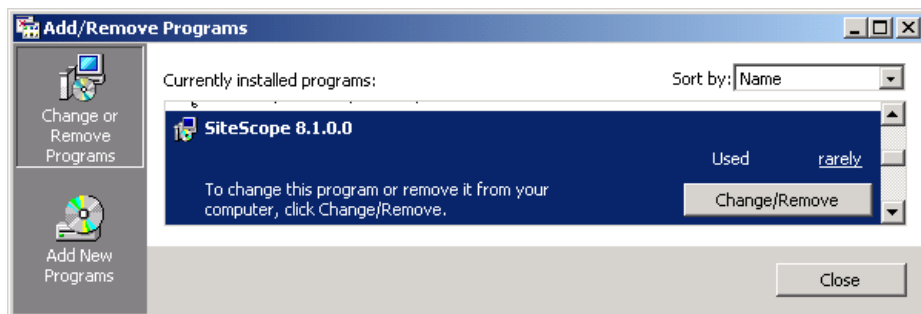 Add/Remove Programs
Change or
Remove
Programs
Add New
Programs
Currently installed programs:
Sort by: Name
SiteScope 8.1.0.0
Used rarely
To change this program or remove it from your
computer, click Change/Remove.
Change/Remove
Close